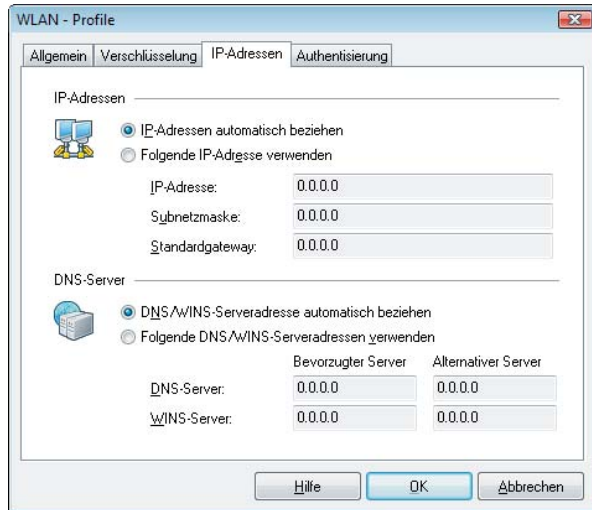 WLAN - Profile
Allgemein Verschlüsselung IP-Adressen Authentisierung
IP-Adressen
IP-Adressen automatisch beziehen
Folgende IP-Adresse verwenden
IP-Adresse: 0.0.0.0
Subnetzmaske: 0.0.0.0
Standardgateway: 0.0.0.0
DNS-Server
DNS/WINS-Serveradresse automatisch beziehen
Folgende DNS/WINS-Serveradressen verwenden
Bevorzugter Server Alternativer Server
DNS-Server: 0.0.0.0 0.0.0.0
WINS-Server: 0.0.0.0 0.0.0.0
Hilfe OK Abbrechen